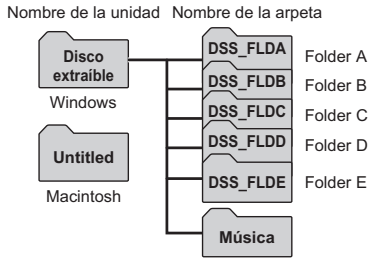 Nombre de la unidad Nombre de la arpeta
Disco
extraíble
Windows
Untitled
Macintosh
DSS_FLDA Folder A
DSS_FLDB Folder B
DSS_FLDC Folder C
DSS_FLDD Folder D
DSS_FLDE Folder E
Música